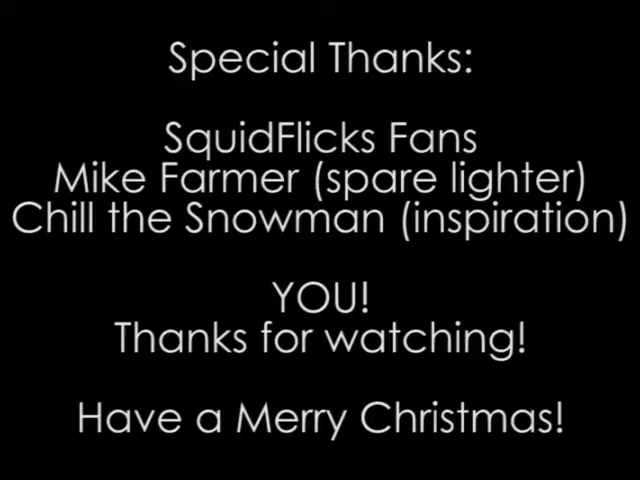 Special Thanks:
SquidFlicks Fans
Mike Farmer (spare lighter)
Chill the Snowman (inspiration)
YOU!
Thanks for watching!
Have a Merry Christmas!